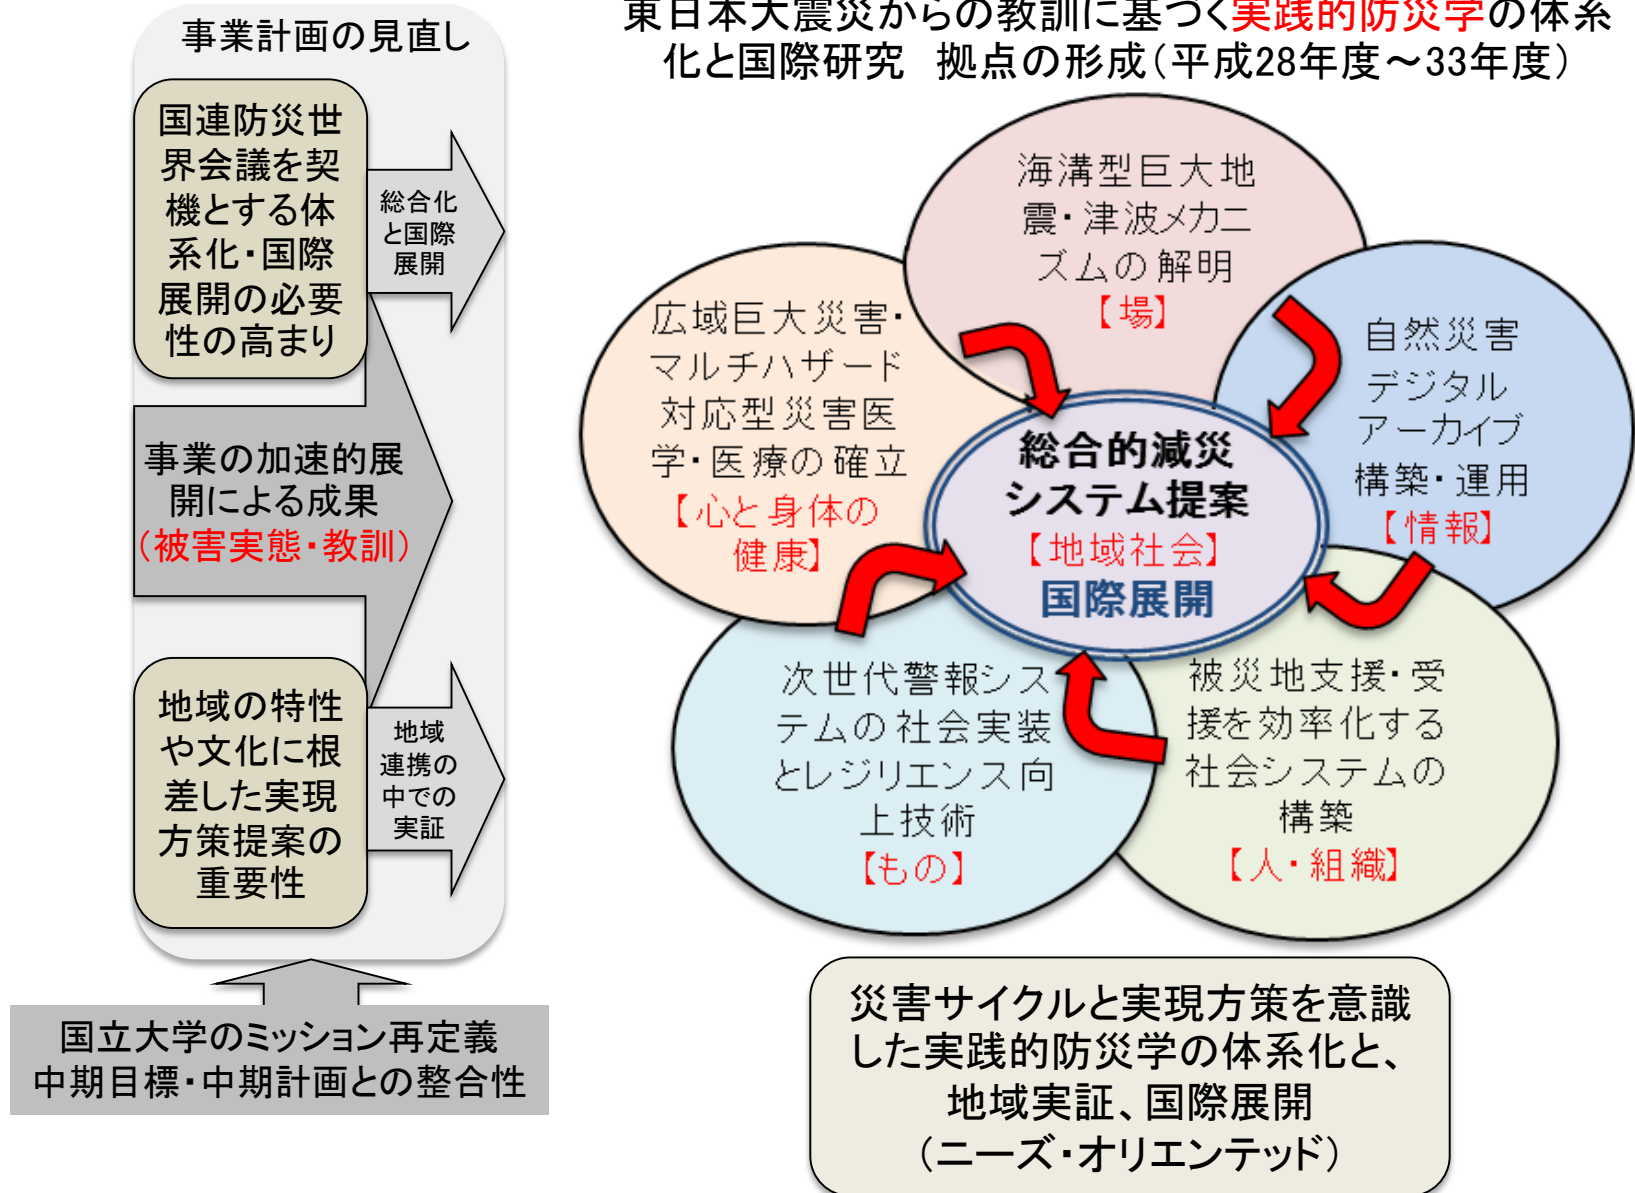 事業計画の見直し
国連防災世
界会議を契
機とする体
系化・国際
展開の必要
性の高まり
総合化
と国際
展開
事業の加速的展
開による成果
（被害実態・教訓）
地域の特性
や文化に根
差した実現
方策提案の
重要性
地域
連携の
中での
実証
国立大学のミッション再定義
中期目標・中期計画との整合性
東日本大震災からの教訓に基づく実践的防災学の体系
化と国際研究　拠点の形成（平成28年度～33年度）
海溝型巨大地
震・津波メカニ
ズムの解明
【場】
広域巨大災害・
マルチハザード
対応型災害医
学・医療の確立
【心と身体の
健康】
自然災害
デジタル
アーカイブ
構築・運用
【情報】
総合的減災
システム提案
【地域社会】
国際展開
次世代警報シス
テムの社会実装
とレジリエンス向
上技術
【もの】
被災地支援・受
援を効率化する
社会システムの
構築
【人・組織】
災害サイクルと実現方策を意識
した実践的防災学の体系化と、
地域実証、国際展開
（ニーズ・オリエンテッド）